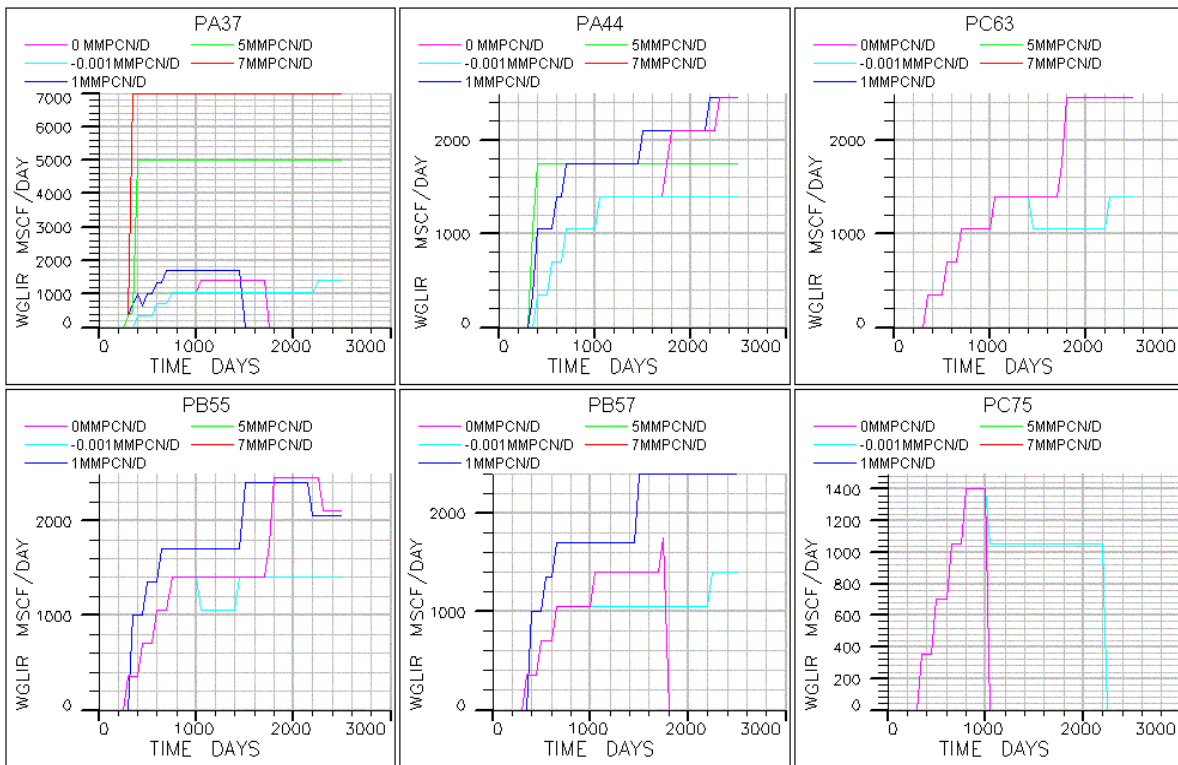 PA37
0 MMPCN/D 5MMPCN/D
-0.001MMPCN/D 7MMPCN/D
1MMPCN/D
7000
6000
5000
4000
3000
2000
1000
0
WGLIR MSCF/DAY
0 1000 2000 3000
TIME DAYS
PA44
0 MMPCN/D 5MMPCN/D
-0.001MMPCN/D 7MMPCN/D
1MMPCN/D
2000
1000
0
WGLIR MSCF/DAY
0 1000 2000 3000
TIME DAYS
PC63
0MMPCN/D 5MMPCN/D
-0.001MMPCN/D 7MMPCN/D
1MMPCN/D
2000
1000
0
WGLIR MSCF/DAY
0 1000 2000 3000
TIME DAYS
PB55
0MMPCN/D 5MMPCN/D
-0.001MMPCN/D 7MMPCN/D
1MMPCN/D
2000
1000
0
WGLIR MSCF/DAY
0 1000 2000 3000
TIME DAYS
PB57
0MMPCN/D 5MMPCN/D
-0.001MMPCN/D 7MMPCN/D
1MMPCN/D
2000
1000
0
WGLIR MSCF/DAY
0 1000 2000 3000
TIME DAYS
PC75
0MMPCN/D 5MMPCN/D
-0.001MMPCN/D 7MMPCN/D
1MMPCN/D
1400
1200
1000
800
600
400
200
0
WGLIR MSCF/DAY
0 1000 2000 3000
TIME DAYS